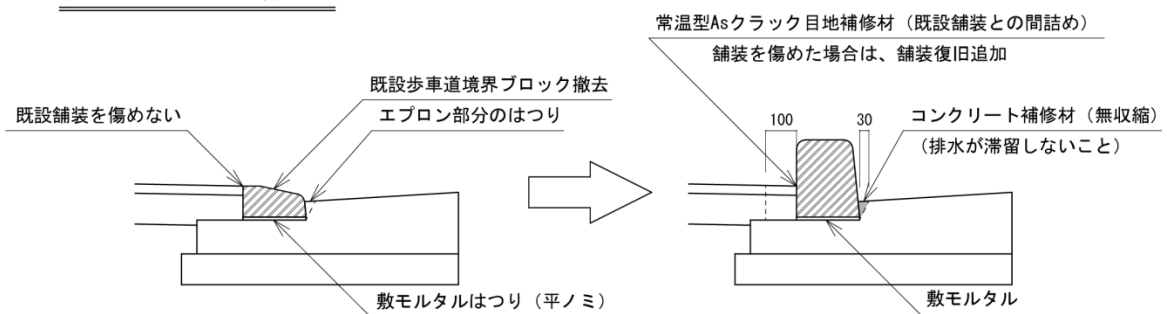 既設歩車道境界ブロック撤去
既設舗装を傷めない
エプロン部分のはつり
敷モルタルはつり（平ノミ）
常温型Asクラック目地補修材（既設舗装との間詰め）
舗装を傷めた場合は、舗装復旧追加
100
30
コンクリート補修材（無収縮）
（排水が滞留しないこと）
敷モルタル